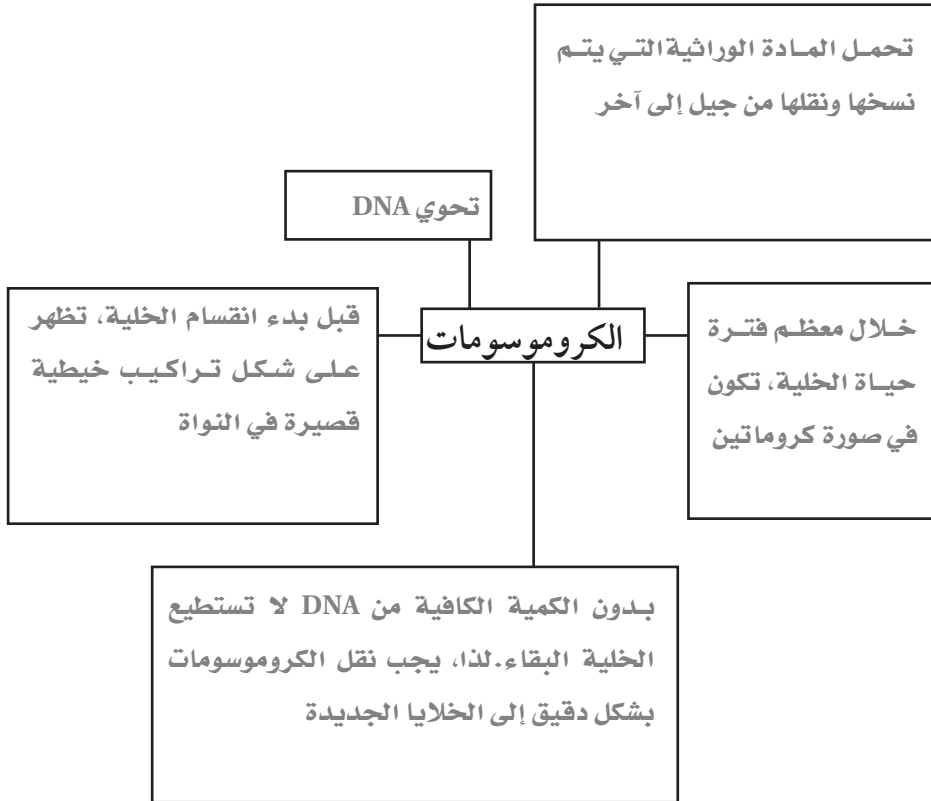 تحمل المادة الوراثية التي يتم
نسخها ونقلها من جيل إلى آخر
تحوي DNA
الكروموسومات
خلال معظم فترة
حياة الخلية، تكون
في صورة كروماتين
قبل بدء انقسام الخلية، تظهر
على شكل تراكيب خيطية
قصيرة في النواة
بدون الكمية الكافية من DNA لا تستطيع
الخلية البقاء.لذا، يجب نقل الكروموسومات
بشكل دقيق إلى الخلايا الجديدة